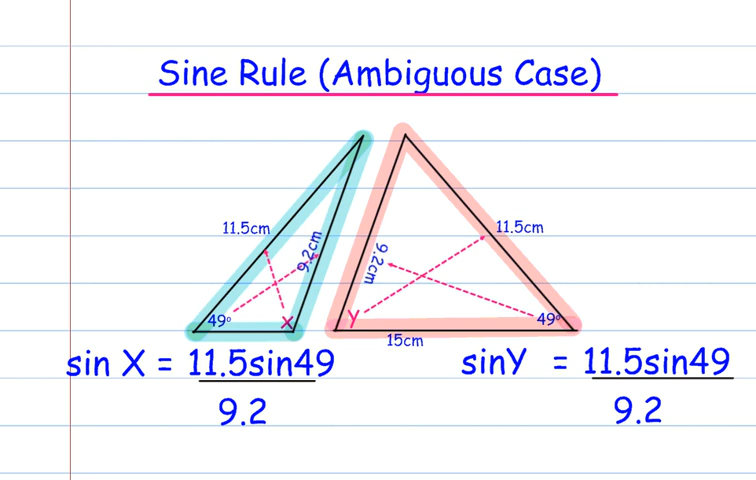 Sine Rule (Ambiguous Case)
11.5cm
9.2cm
49°
X
11.5cm
9.2cm
Y
49°
15cm
sin X = 11.5sin49
9.2
sinY = 11.5sin49
9.2